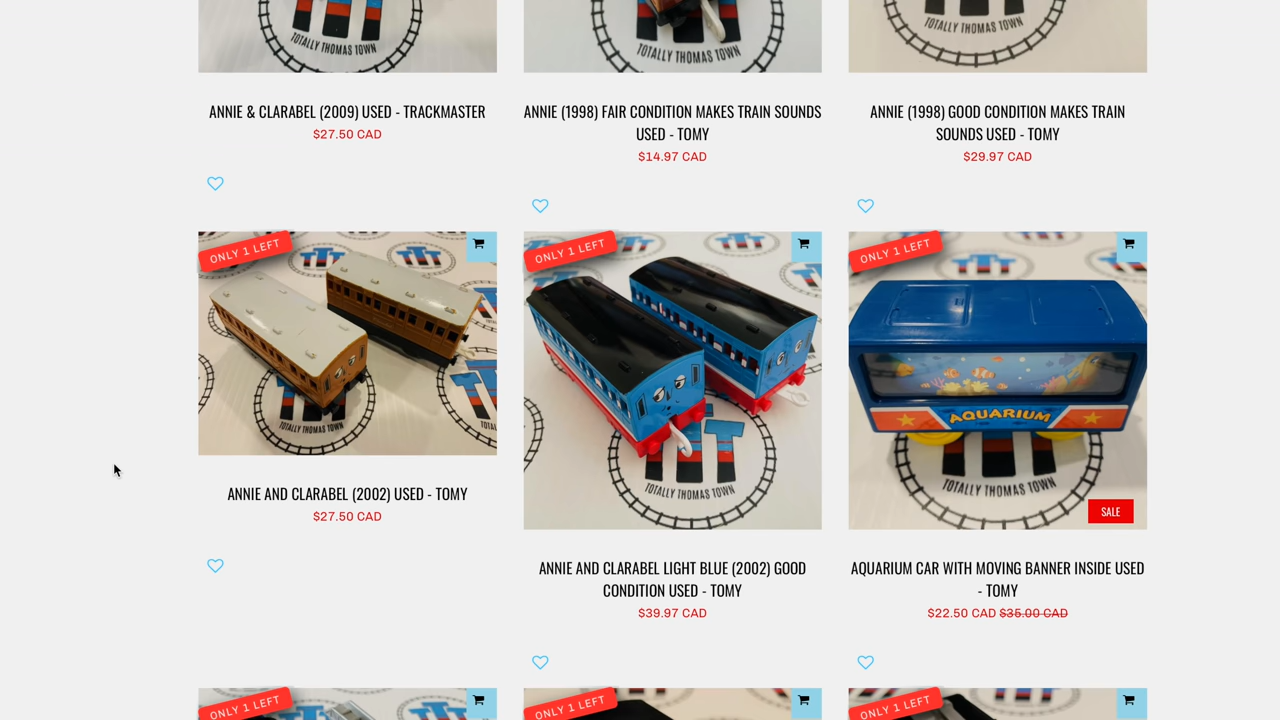 TOTALLY THOMAS TOWN
TOTALLY THOMAS TOWN
TOTALLY THOMAS TOWN
ANNIE & CLARABEL (2009) USED - TRACKMASTER
$27.50 CAD
ANNIE (1998) FAIR CONDITION MAKES TRAIN SOUNDS
USED - TOMY
$14.97 CAD
ANNIE (1998) GOOD CONDITION MAKES TRAIN
SOUNDS USED - TOMY
$29.97 CAD
ONLY 1 LEFT
TOTALLY THOMAS TOWN
ANNIE AND CLARABEL (2002) USED - TOMY
$27.50 CAD
ONLY 1 LEFT
TOTALLY THOMAS TOWN
ANNIE AND CLARABEL LIGHT BLUE (2002) GOOD
CONDITION USED - TOMY
$39.97 CAD
ONLY 1 LEFT
AQUARIUM
TOTALLY THOMAS TOWN
SALE
AQUARIUM CAR WITH MOVING BANNER INSIDE USED
- TOMY
$22.50 CAD $35.00 CAD
ONLY 1 LEFT
ONLY 1 LEFT
ONLY 1 LEFT